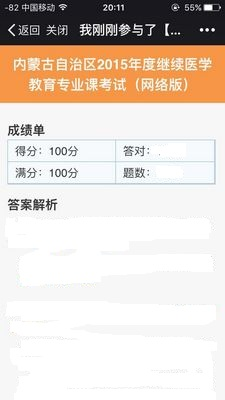 -82 中国移动 20:11 55%
返回 关闭 我刚刚参与了【...
内蒙古自治区2015年度继续医学
教育专业课考试（网络版）
成绩单
得分：100分 答对：
满分：100分 题数：
答案解析